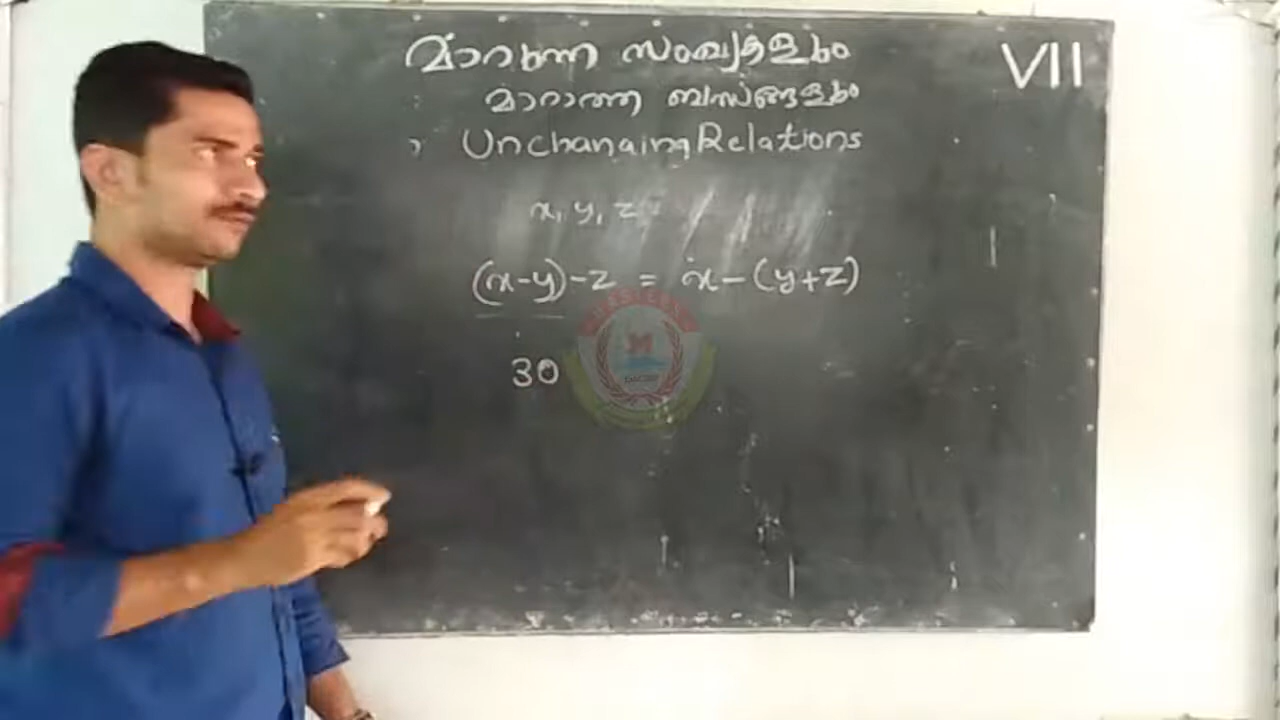 മാറുന്ന സംഖ്യകളും
VII
മാറാത്ത ബന്ധങ്ങളും
Unchanging Relations
x, y, z
(x-y)-z = x-(y+z)
30